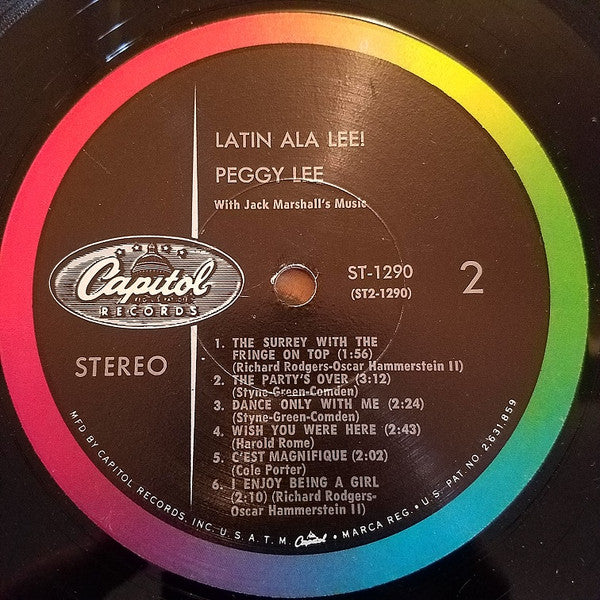 LATIN ALA LEE!
PEGGY LEE
With Jack Marshall's Music
Capitol
RECORDS
ST-1290
(ST2-1290)
2
STEREO
1. THE SURREY WITH THE
FRINGE ON TOP (1:56)
(Richard Rodgers-Oscar Hammerstein II)
2. THE PARTY'S OVER (3:12)
(Styne-Green-Comden)
3. DANCE ONLY WITH ME (2:24)
(Styne-Green-Comden)
4. WISH YOU WERE HERE (2:43)
(Harold Rome)
5. C'EST MAGNIFIQUE (2:02)
(Cole Porter)
6. I ENJOY BEING A GIRL
(2:10) (Richard Rodgers-
Oscar Hammerstein II)
MFD BY CAPITOL RECORDS, INC. U.S.A. T.M. Capitol • MARCA REG. • U.S. PAT. NO. 2,631,859